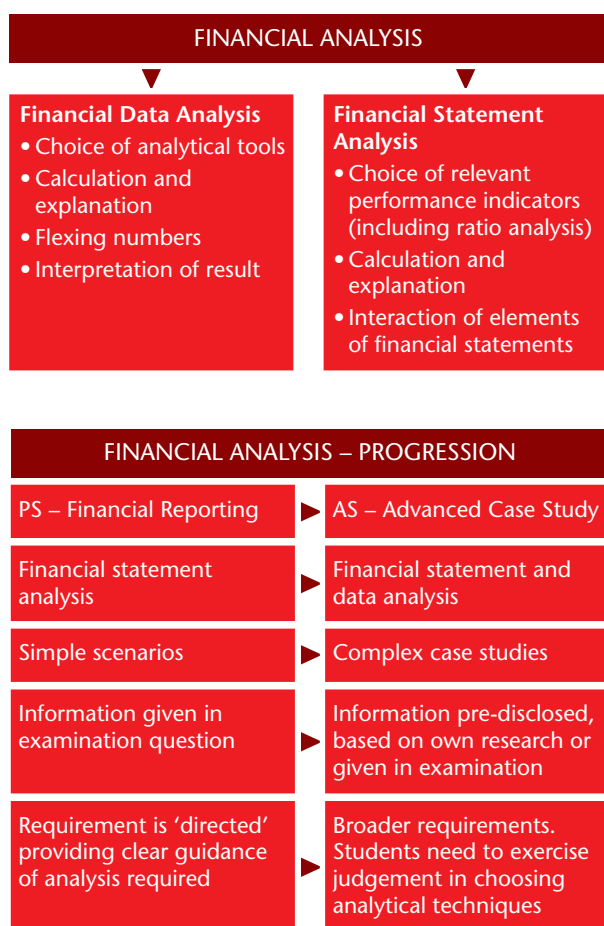 FINANCIAL ANALYSIS
Financial Data Analysis
• Choice of analytical tools
• Calculation and
explanation
• Flexing numbers
• Interpretation of result
Financial Statement
Analysis
• Choice of relevant
performance indicators
(including ratio analysis)
• Calculation and
explanation
• Interaction of elements
of financial statements
FINANCIAL ANALYSIS – PROGRESSION
PS – Financial Reporting
AS – Advanced Case Study
Financial statement
analysis
Financial statement and
data analysis
Simple scenarios
Complex case studies
Information given in
examination question
Information pre-disclosed,
based on own research or
given in examination
Requirement is ‘directed’
providing clear guidance
of analysis required
Broader requirements.
Students need to exercise
judgement in choosing
analytical techniques